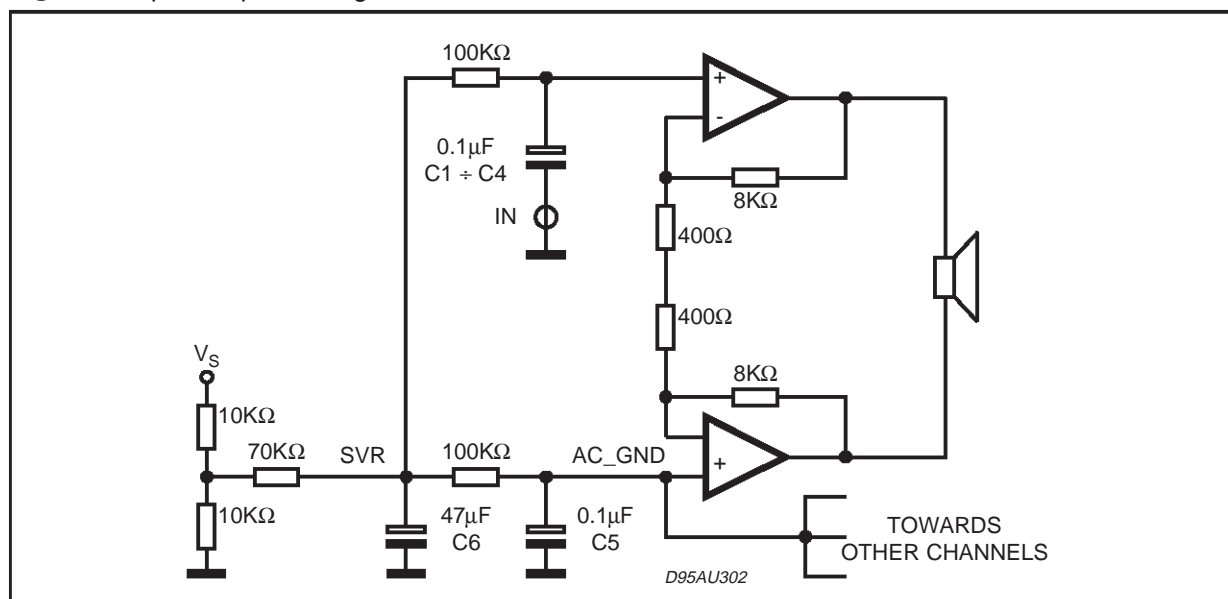 100KΩ
0.1μF
C1 ÷ C4
IN
+
-
8KΩ
400Ω
400Ω
8KΩ
V_S
10KΩ
70KΩ
SVR
100KΩ
AC_GND
+
10KΩ
47μF
C6
0.1μF
C5
TOWARDS
OTHER CHANNELS
D95AU302